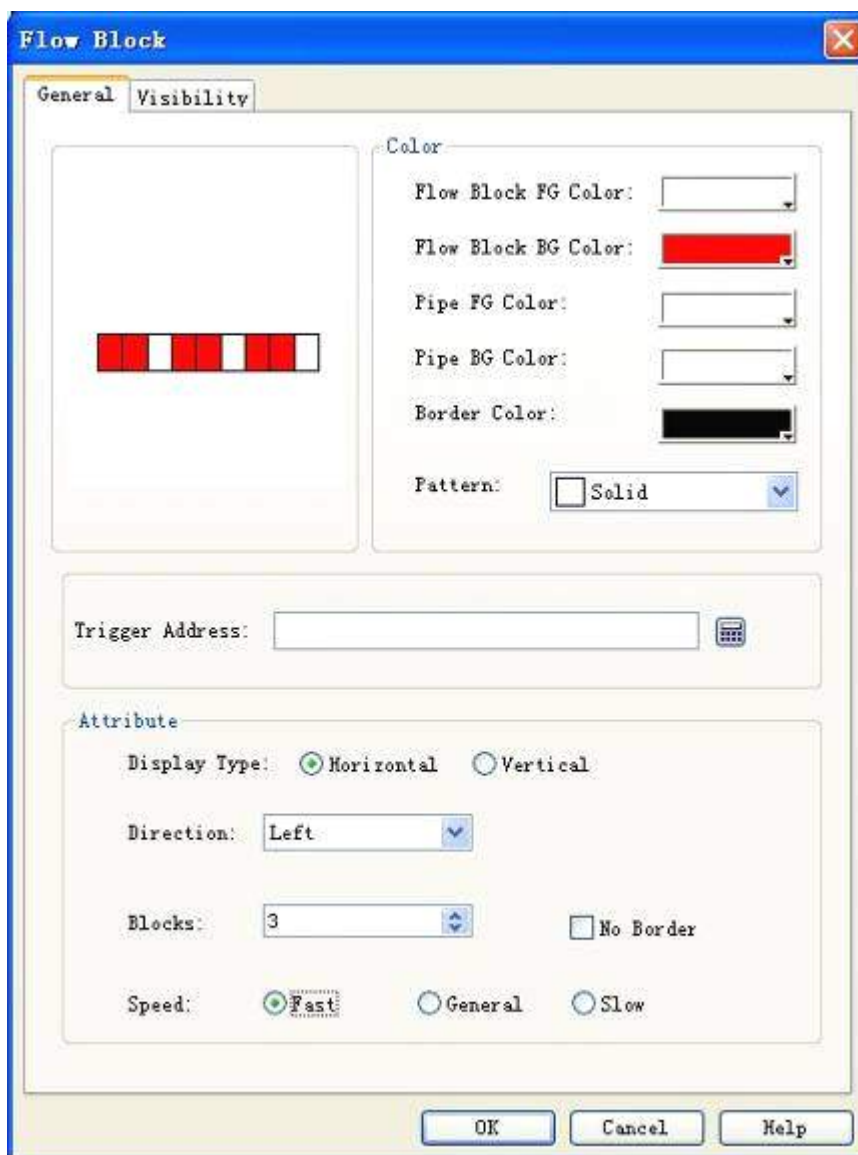 Flow Block
General Visibility
Color
Flow Block FG Color:
Flow Block BG Color:
Pipe FG Color:
Pipe BG Color:
Border Color:
Pattern: Solid
Trigger Address:
Attribute
Display Type: Horizontal Vertical
Direction: Left
Blocks: 3 No Border
Speed: Fast General Slow
OK Cancel Help